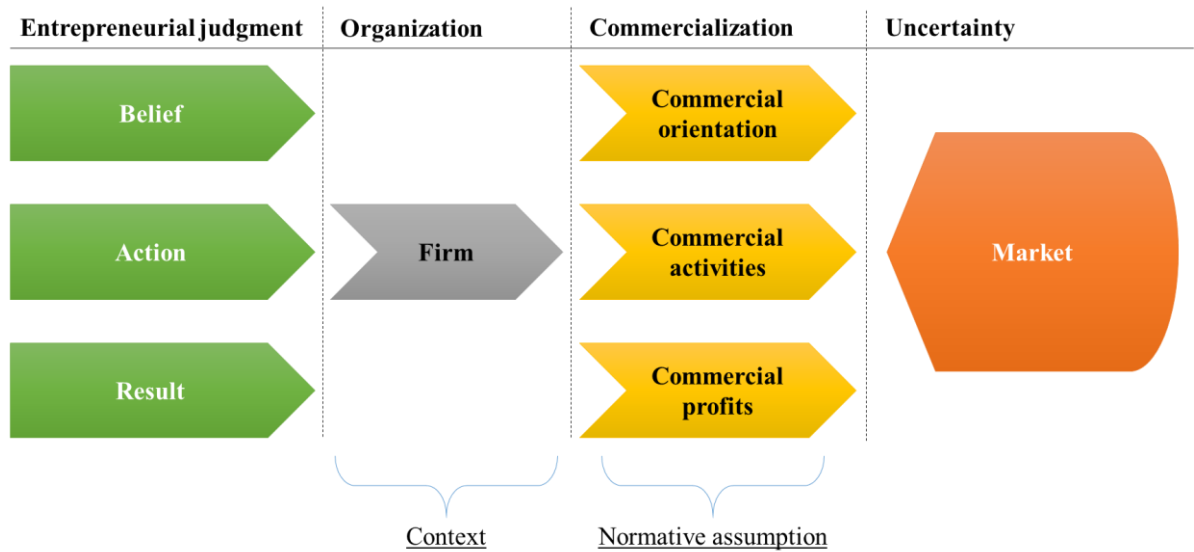 Entrepreneurial judgment
Organization
Commercialization
Uncertainty
Belief
Commercial
orientation
Action
Firm
Commercial
activities
Market
Result
Commercial
profits
Context
Normative assumption